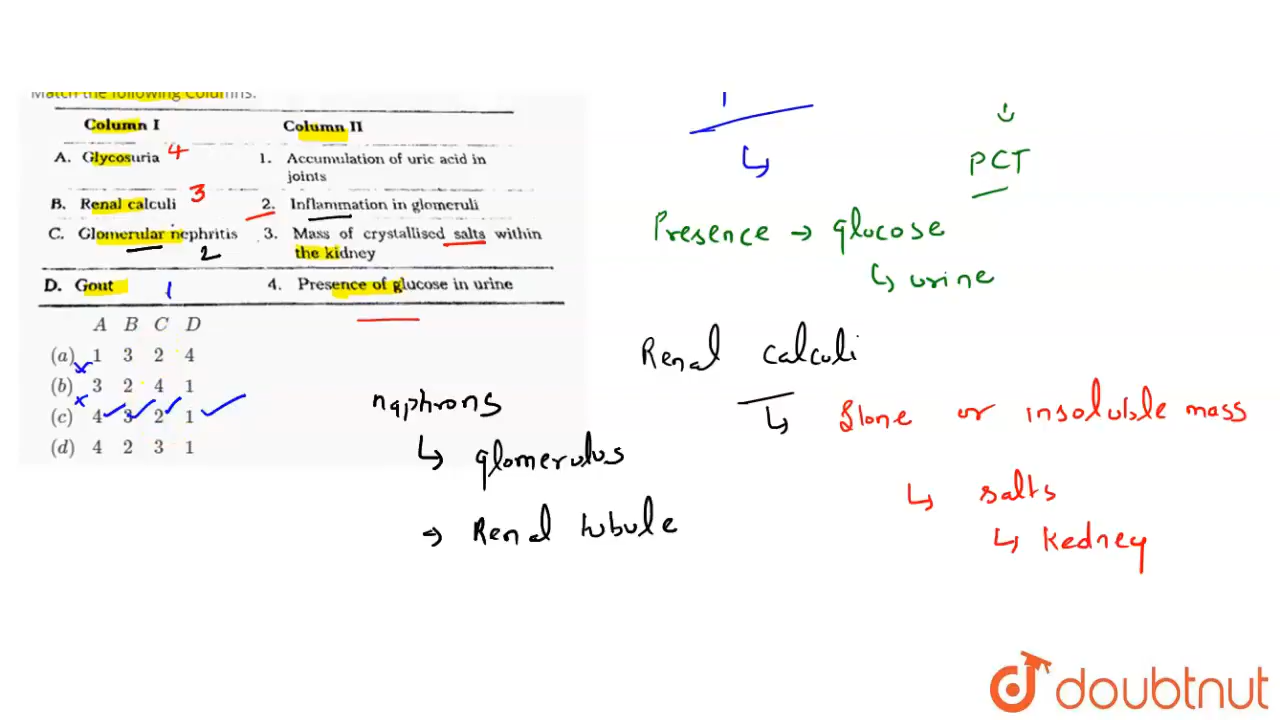 Match the following Columns.
Column I Column II
A. Glycosuria 4 1. Accumulation of uric acid in
joints
B. Renal calculi 3 2. Inflammation in glomeruli
C. Glomerular nephritis 2 3. Mass of crystallised salts within
the kidney
D. Gout 1 4. Presence of glucose in urine
A B C D
(a) 1 3 2 4
(b) 3 2 4 1
(c) 4 3 2 1
(d) 4 2 3 1
PCT
Presence → glucose
↳ urine
Renal calculi
↳ Stone or insoluble mass
↳ salts
↳ kedney
naphrons
↳ glomerulus
→ Renal tubule
doubtnut